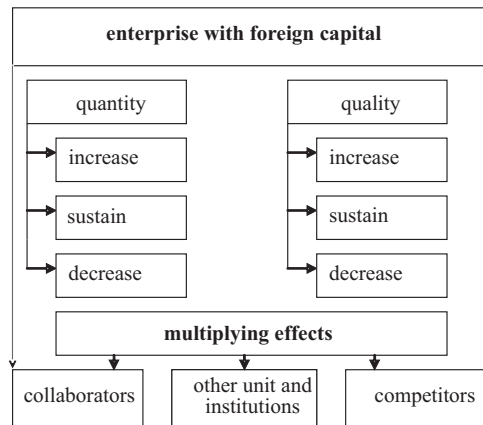 enterprise with foreign capital
quantity
quality
increase
increase
sustain
sustain
decrease
decrease
multiplying effects
collaborators
other unit and
institutions
competitors